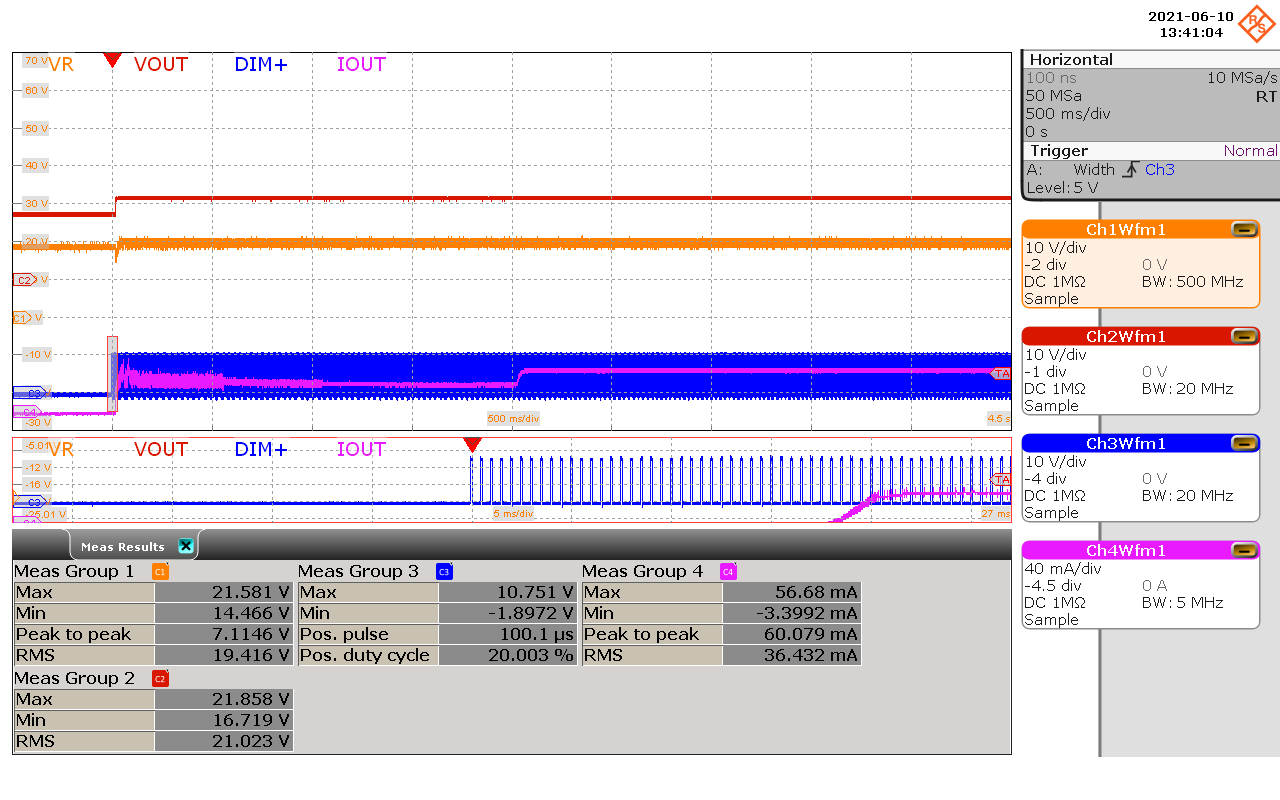 2021-06-10
13:41:04
R S
70 V
VR VOUT DIM+ IOUT
60 V
50 V
40 V
30 V
20 V
C2 V
C1 V
-10 V
C3
TA
C4
-30 V
500 ms/div
4.5 s
-5.01
VR VOUT DIM+ IOUT
-12 V
-16 V
TA
C3
-25.01 V
5 ms/div
27 ms
Horizontal
100 ns 10 MSa/s
50 MSa RT
500 ms/div
0 s
Trigger Normal
A: Width Ch3
Level: 5 V
Ch1Wfm1
10 V/div
-2 div 0 V
DC 1MΩ BW: 500 MHz
Sample
Ch2Wfm1
10 V/div
-1 div 0 V
DC 1MΩ BW: 20 MHz
Sample
Ch3Wfm1
10 V/div
-4 div 0 V
DC 1MΩ BW: 20 MHz
Sample
Ch4Wfm1
40 mA/div
-4.5 div 0 A
DC 1MΩ BW: 5 MHz
Sample
Meas Results
Meas Group 1 C1
Max 21.581 V
Min 14.466 V
Peak to peak 7.1146 V
RMS 19.416 V
Meas Group 3 C3
Max 10.751 V
Min -1.8972 V
Pos. pulse 100.1 µs
Pos. duty cycle 20.003 %
Meas Group 4 C4
Max 56.68 mA
Min -3.3992 mA
Peak to peak 60.079 mA
RMS 36.432 mA
Meas Group 2 C2
Max 21.858 V
Min 16.719 V
RMS 21.023 V